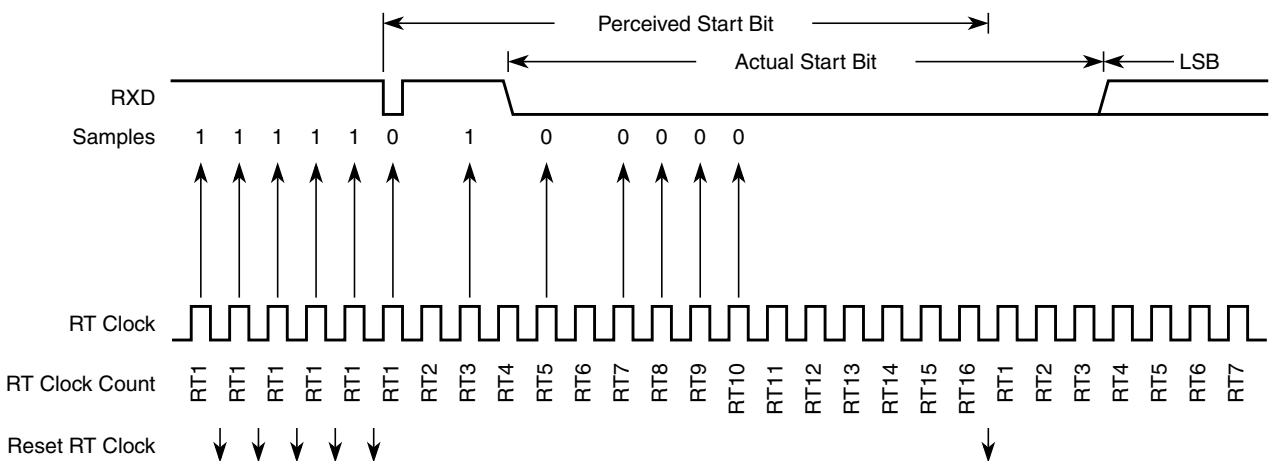 Perceived Start Bit
Actual Start Bit
LSB
RXD
Samples 1 1 1 1 1 0 1 0 0 0 0 0
RT Clock
RT Clock Count RT1 RT1 RT1 RT1 RT1 RT1 RT2 RT3 RT4 RT5 RT6 RT7 RT8 RT9 RT10 RT11 RT12 RT13 RT14 RT15 RT16 RT1 RT2 RT3 RT4 RT5 RT6 RT7
Reset RT Clock